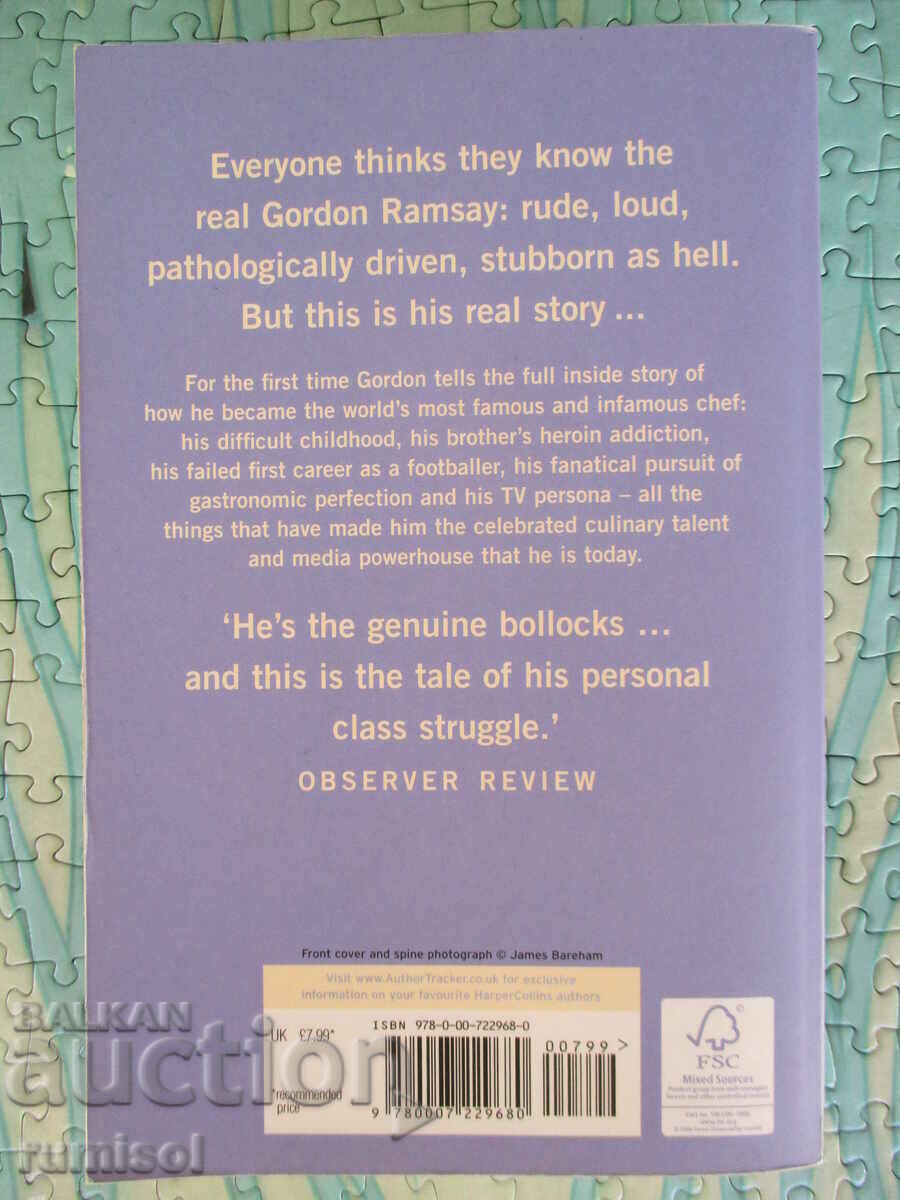 Everyone thinks they know the
real Gordon Ramsay: rude, loud,
pathologically driven, stubborn as hell.
But this is his real story ...
For the first time Gordon tells the full inside story of
how he became the world's most famous and infamous chef:
his difficult childhood, his brother's heroin addiction,
his failed first career as a footballer, his fanatical pursuit of
gastronomic perfection and his TV persona – all the
things that have made him the celebrated culinary talent
and media powerhouse that he is today.
'He's the genuine bollocks ...
and this is the tale of his personal
class struggle.'
OBSERVER REVIEW
Front cover and spine photograph © James Bareham
Visit www.AuthorTracker.co.uk for exclusive
information on your favourite HarperCollins authors
ISBN 978-0-00-722968-0
UK £7.99*
00799 >
*recommended
price
9 780007 229680
FSC
Mixed Sources
BALKAN
auction
rumisol